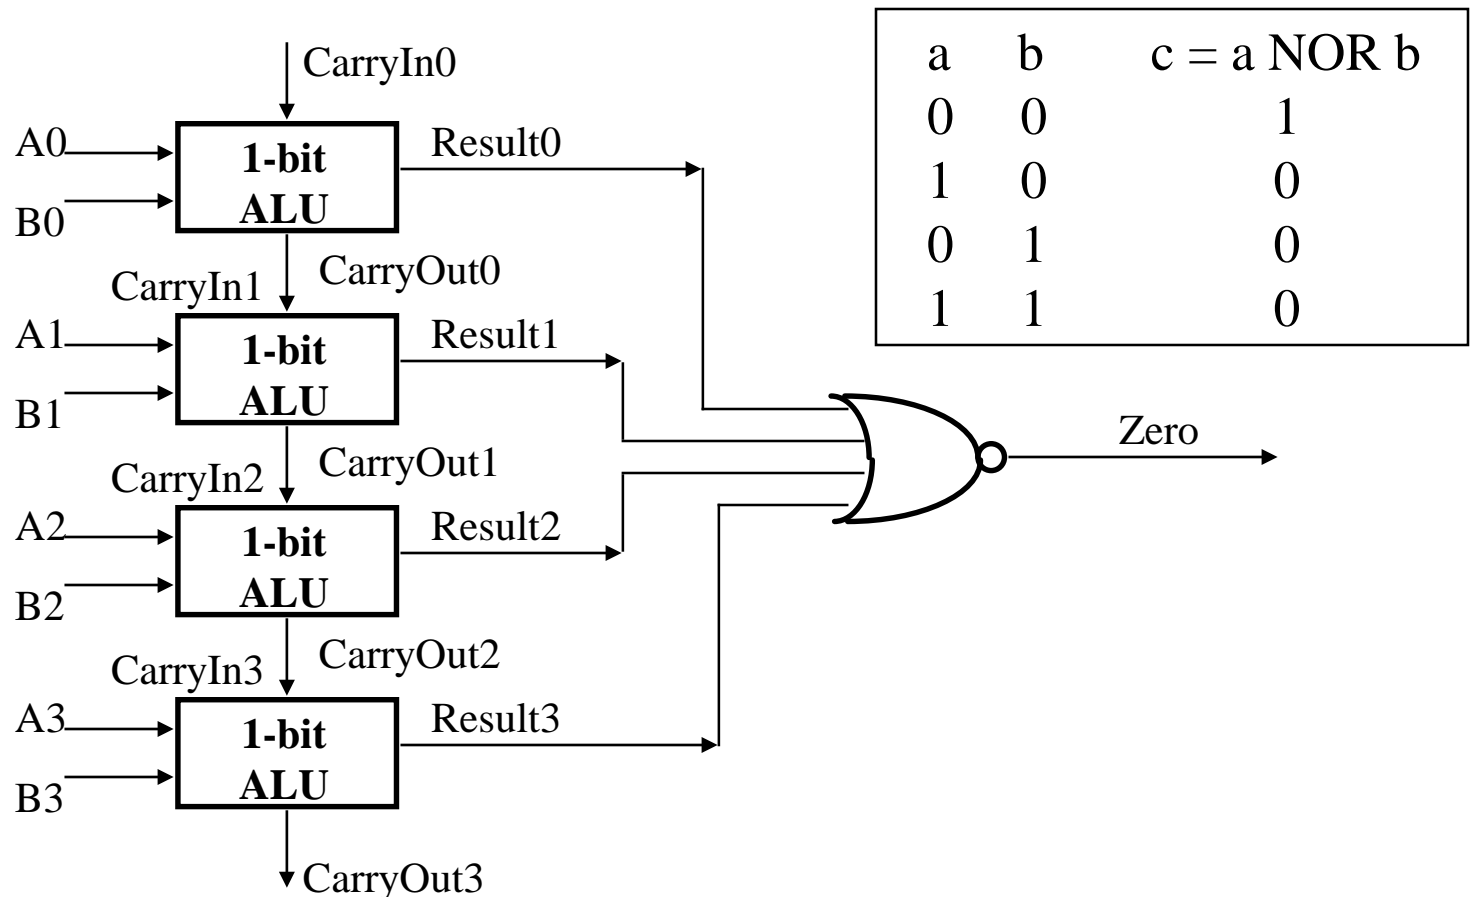 CarryIn0
A0
1-bit
ALU
Result0
B0
CarryIn1
CarryOut0
A1
1-bit
ALU
Result1
B1
CarryIn2
CarryOut1
A2
1-bit
ALU
Result2
B2
CarryIn3
CarryOut2
A3
1-bit
ALU
Result3
B3
CarryOut3
Zero
a b c = a NOR b
0 0 1
1 0 0
0 1 0
1 1 0